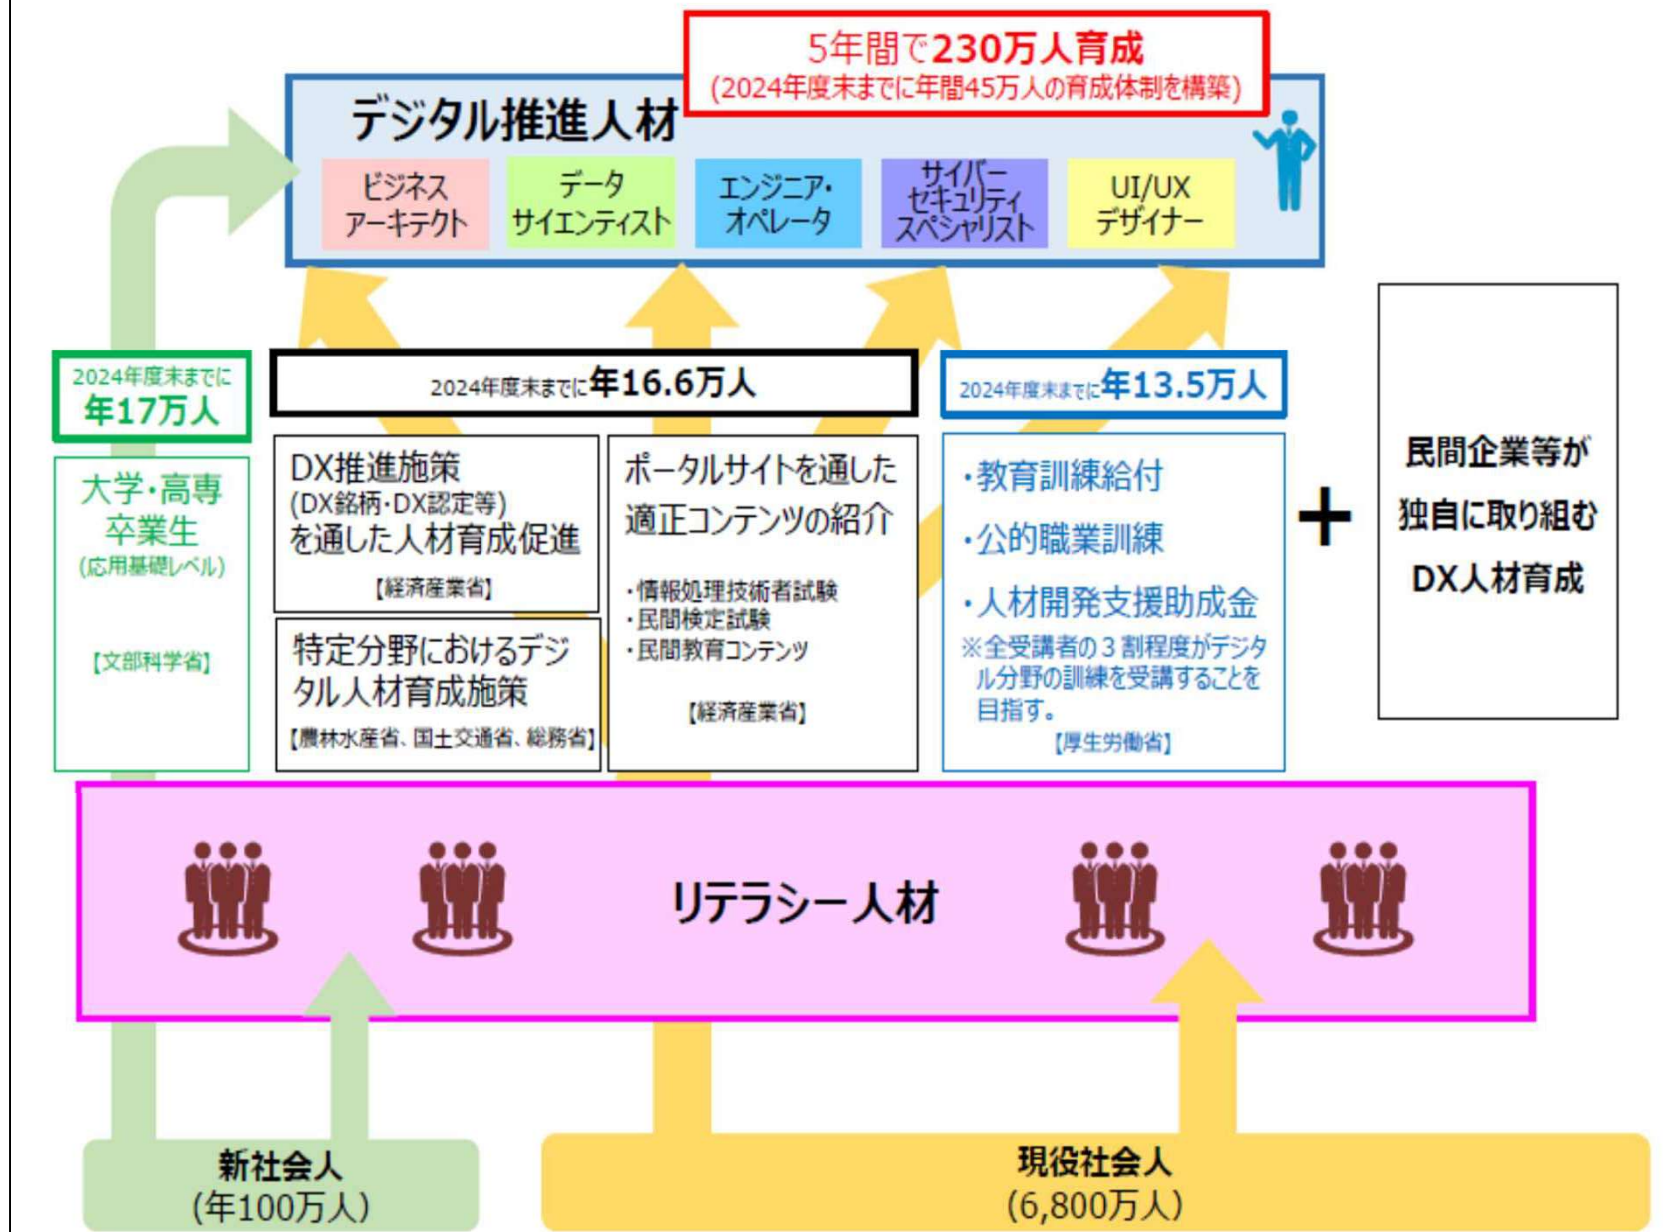 5年間で230万人育成
(2024年度末までに年間45万人の育成体制を構築)
デジタル推進人材
ビジネス
アーキテクト
データ
サイエンティスト
エンジニア・
オペレータ
サイバー
セキュリティ
スペシャリスト
UI/UX
デザイナー
2024年度末までに
年17万人
大学・高専
卒業生
(応用基礎レベル)
【文部科学省】
2024年度末までに年16.6万人
DX推進施策
(DX銘柄・DX認定等)
を通した人材育成促進
【経済産業省】
特定分野におけるデジ
タル人材育成施策
【農林水産省、国土交通省、総務省】
ポータルサイトを通した
適正コンテンツの紹介
・情報処理技術者試験
・民間検定試験
・民間教育コンテンツ
【経済産業省】
2024年度末までに年13.5万人
・教育訓練給付
・公的職業訓練
・人材開発支援助成金
※全受講者の3割程度がデジタ
ル分野の訓練を受講することを
目指す。
【厚生労働省】
+
民間企業等が
独自に取り組む
DX人材育成
リテラシー人材
新社会人
(年100万人)
現役社会人
(6,800万人)